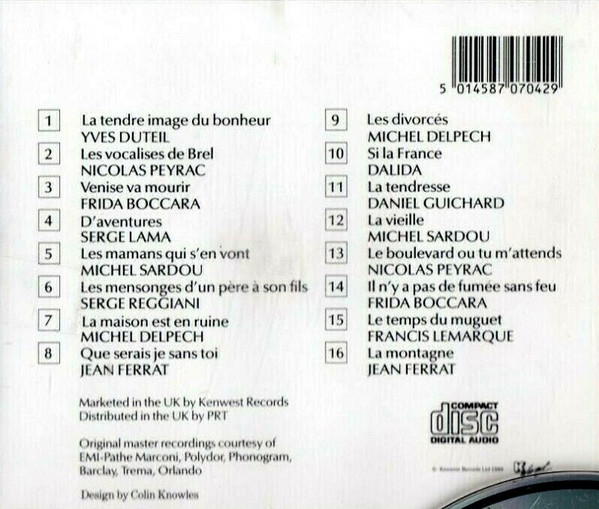 5 014587 070429
1 La tendre image du bonheur
YVES DUTEIL
2 Les vocalises de Brel
NICOLAS PEYRAC
3 Venise va mourir
FRIDA BOCCARA
4 D'aventures
SERGE LAMA
5 Les mamans qui s'en vont
MICHEL SARDOU
6 Les mensonges d'un père à son fils
SERGE REGGIANI
7 La maison est en ruine
MICHEL DELPECH
8 Que serais je sans toi
JEAN FERRAT
9 Les divorcés
MICHEL DELPECH
10 Si la France
DALIDA
11 La tendresse
DANIEL GUICHARD
12 La vieille
MICHEL SARDOU
13 Le boulevard ou tu m'attends
NICOLAS PEYRAC
14 Il n'y a pas de fumée sans feu
FRIDA BOCCARA
15 Le temps du muguet
FRANCIS LEMARQUE
16 La montagne
JEAN FERRAT
Marketed in the UK by Kenwest Records
Distributed in the UK by PRT
Original master recordings courtesy of
EMI-Pathe Marconi, Polydor, Phonogram,
Barclay, Trema, Orlando
Design by Colin Knowles
COMPACT
disc
DIGITAL AUDIO
© Kenwest Records Ltd